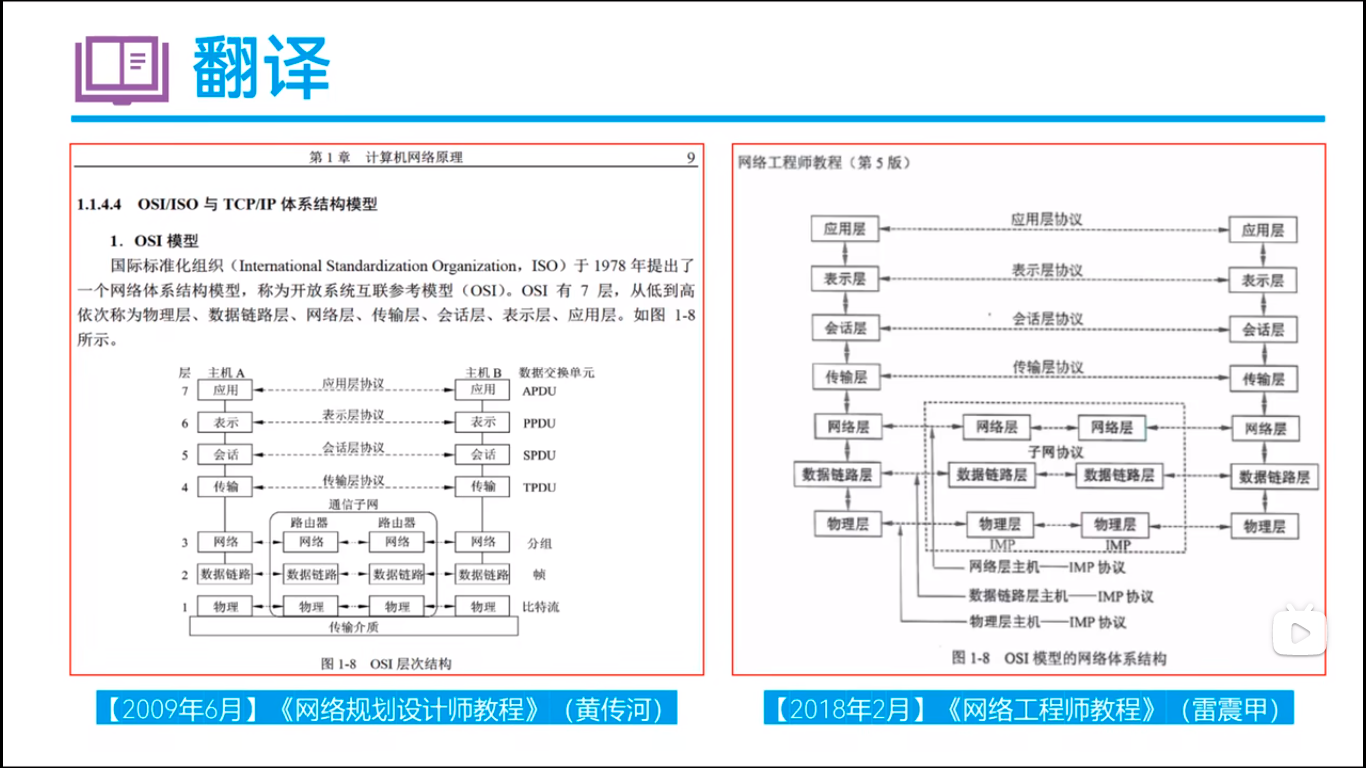 翻译
第 1 章 计算机网络原理 9
1.1.4.4 OSI/ISO 与 TCP/IP 体系结构模型
1．OSI 模型
国际标准化组织（International Standardization Organization，ISO）于 1978 年提出了
一个网络体系结构模型，称为开放系统互联参考模型（OSI）。OSI 有 7 层，从低到高
依次称为物理层、数据链路层、网络层、传输层、会话层、表示层、应用层。如图 1-8
所示。
层 主机 A 主机 B 数据交换单元
7 应用 应用层协议 应用 APDU
6 表示 表示层协议 表示 PPDU
5 会话 会话层协议 会话 SPDU
4 传输 传输层协议 传输 TPDU
通信子网
路由器 路由器
3 网络 网络 网络 网络 分组
2 数据链路 数据链路 数据链路 数据链路 帧
1 物理 物理 物理 物理 比特流
传输介质
图 1-8 OSI 层次结构
【2009年6月】《网络规划设计师教程》（黄传河）
网络工程师教程（第 5 版）
应用层 应用层协议 应用层
表示层 表示层协议 表示层
会话层 会话层协议 会话层
传输层 传输层协议 传输层
网络层 网络层 网络层 网络层
子网协议
数据链路层 数据链路层 数据链路层 数据链路层
物理层 物理层 物理层 物理层
IMP IMP
网络层主机——IMP 协议
数据链路层主机——IMP 协议
物理层主机——IMP 协议
图 1-8 OSI 模型的网络体系结构
【2018年2月】《网络工程师教程》（雷震甲）